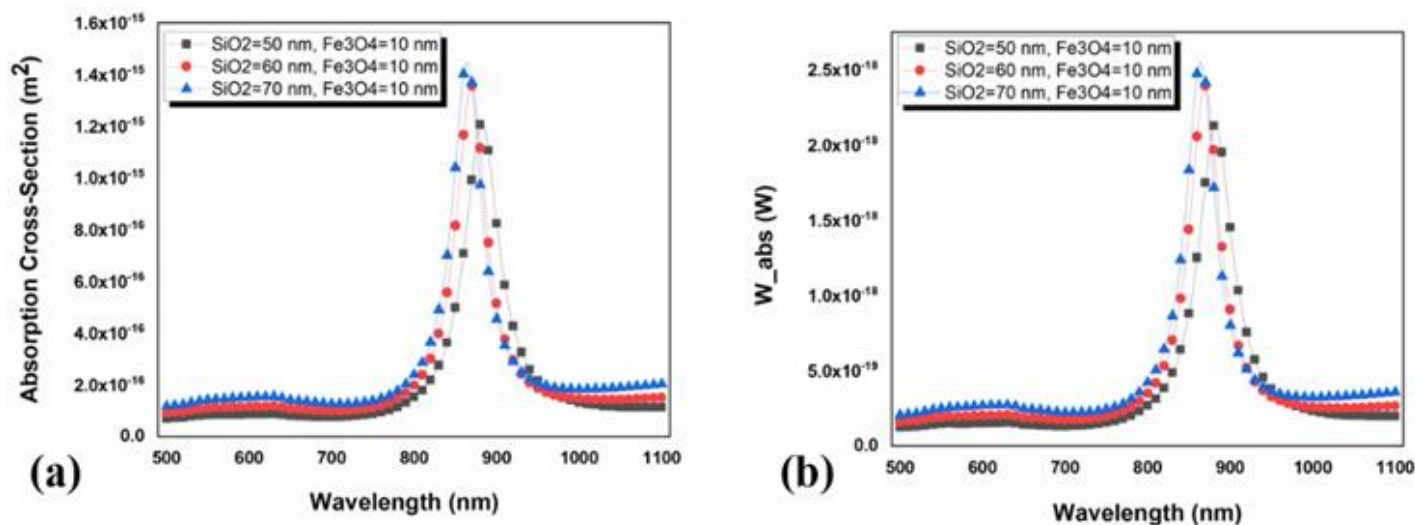 1.6x10⁻¹⁵
1.4x10⁻¹⁵
1.2x10⁻¹⁵
1.0x10⁻¹⁵
8.0x10⁻¹⁶
6.0x10⁻¹⁶
4.0x10⁻¹⁶
2.0x10⁻¹⁶
0.0
Absorption Cross-Section (m²)
SiO2=50 nm, Fe3O4=10 nm
SiO2=60 nm, Fe3O4=10 nm
SiO2=70 nm, Fe3O4=10 nm
500 600 700 800 900 1000 1100
Wavelength (nm)
(a)
2.5x10⁻¹⁸
2.0x10⁻¹⁸
1.5x10⁻¹⁸
1.0x10⁻¹⁸
5.0x10⁻¹⁹
0.0
W_abs (W)
SiO2=50 nm, Fe3O4=10 nm
SiO2=60 nm, Fe3O4=10 nm
SiO2=70 nm, Fe3O4=10 nm
500 600 700 800 900 1000 1100
Wavelength (nm)
(b)